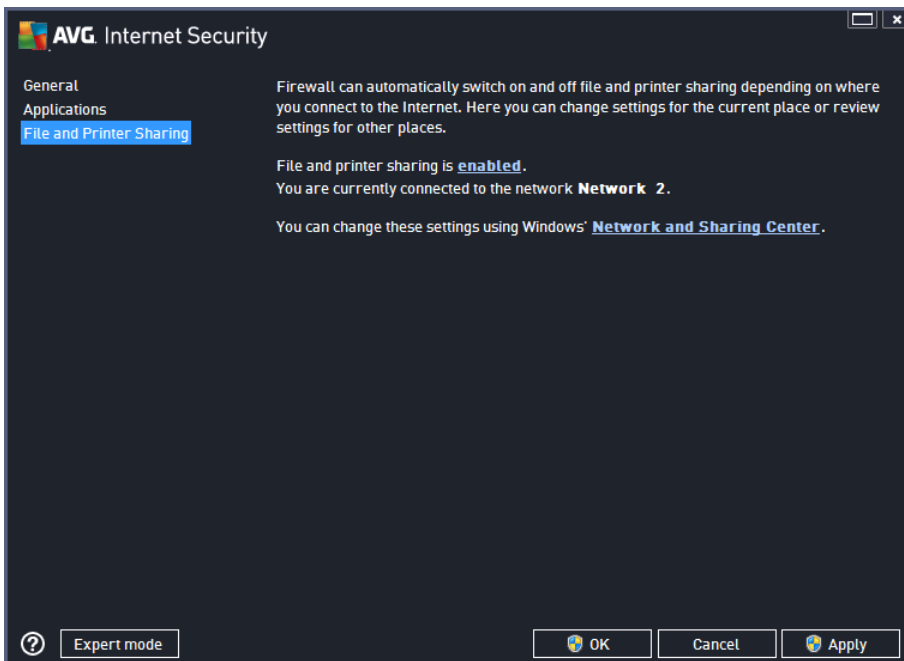 AVG. Internet Security
General
Applications
File and Printer Sharing
Firewall can automatically switch on and off file and printer sharing depending on where
you connect to the Internet. Here you can change settings for the current place or review
settings for other places.
File and printer sharing is enabled.
You are currently connected to the network Network 2.
You can change these settings using Windows' Network and Sharing Center.
? Expert mode
OK
Cancel
Apply